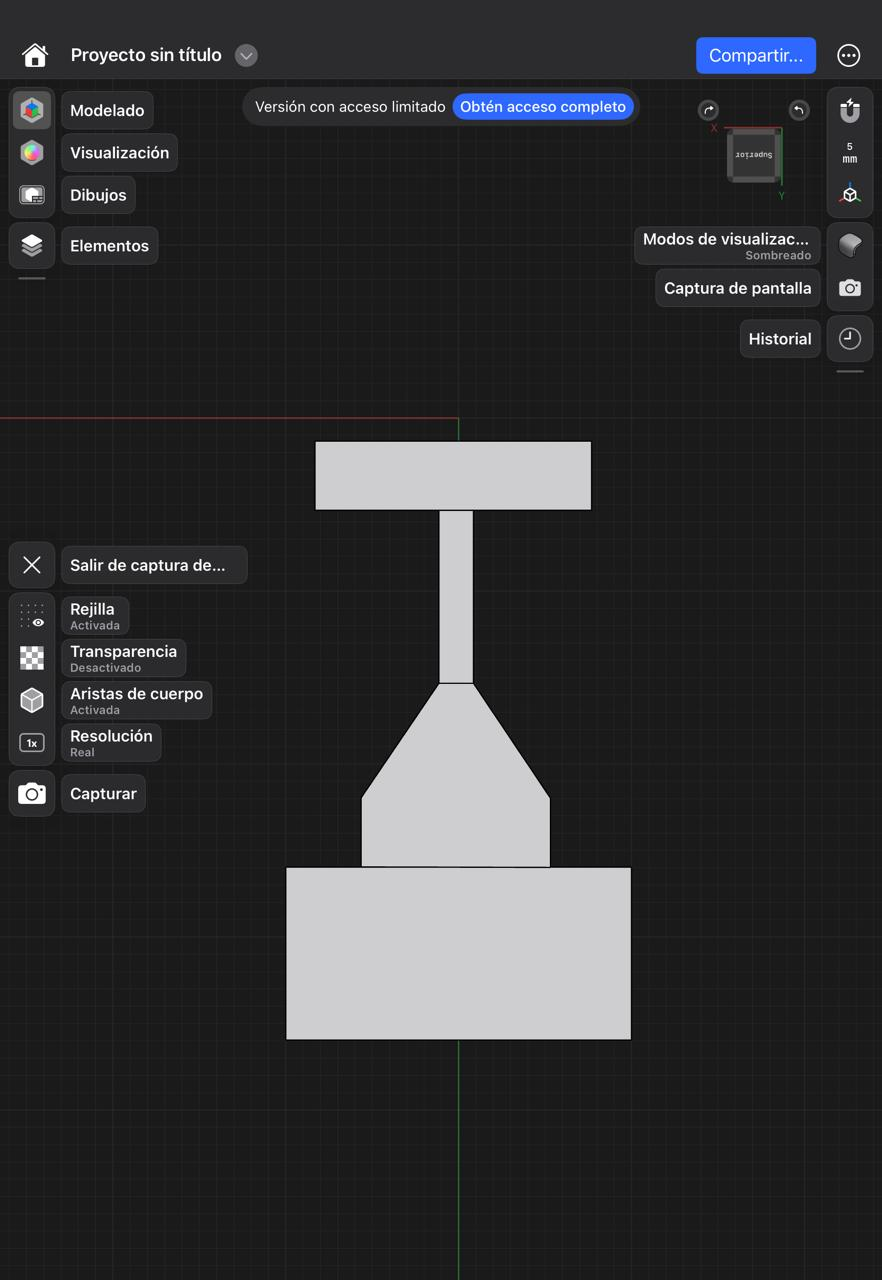 Proyecto sin título
Compartir...
Modelado
Versión con acceso limitado
Obtén acceso completo
Visualización
X
Superior
5
mm
Dibujos
Y
Elementos
Modos de visualizac...
Sombreado
Captura de pantalla
Historial
Salir de captura de...
Rejilla
Activada
Transparencia
Desactivado
Aristas de cuerpo
Activada
1x
Resolución
Real
Capturar